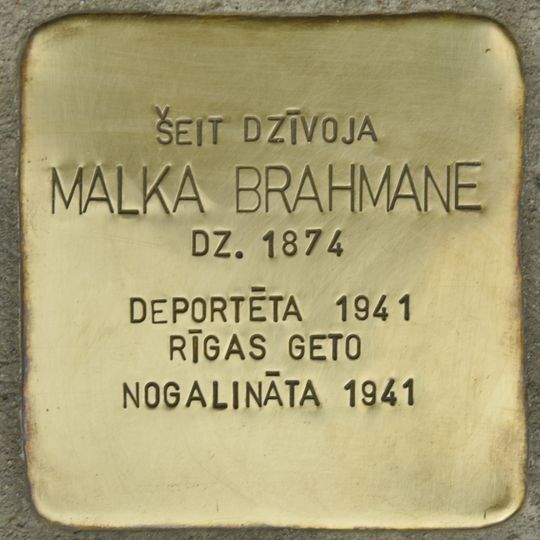 ŠEIT DZĪVOJA
MALKA BRAHMANE
DZ. 1874
DEPORTĒTA 1941
RĪGAS GETO
NOGALINĀTA 1941